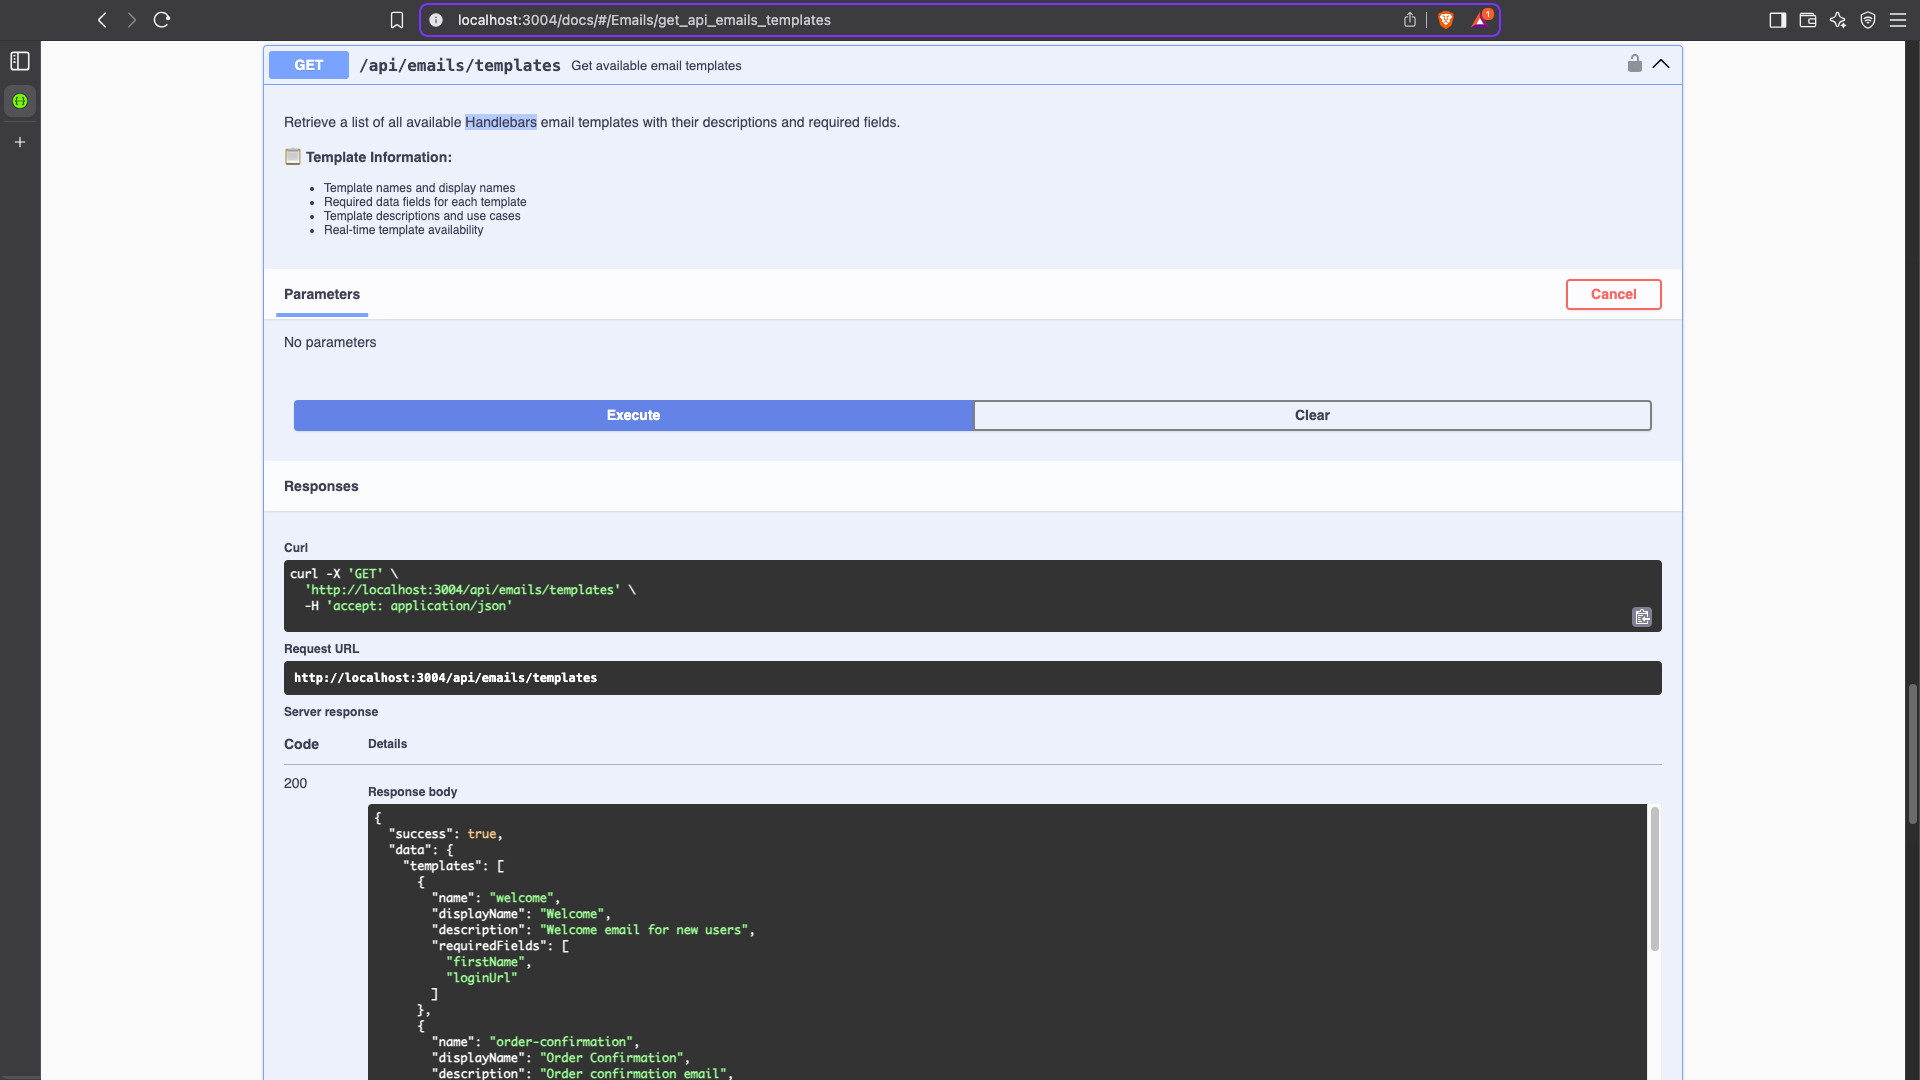 localhost:3004/docs/#/Emails/get_api_emails_templates
1
GET /api/emails/templates Get available email templates
Retrieve a list of all available Handlebars email templates with their descriptions and required fields.
📋 Template Information:
• Template names and display names
• Required data fields for each template
• Template descriptions and use cases
• Real-time template availability
Parameters
Cancel
No parameters
Execute
Clear
Responses
Curl
curl -X 'GET' \
  'http://localhost:3004/api/emails/templates' \
  -H 'accept: application/json'
Request URL
http://localhost:3004/api/emails/templates
Server response
Code Details
200
Response body
{
  "success": true,
  "data": {
    "templates": [
      {
        "name": "welcome",
        "displayName": "Welcome",
        "description": "Welcome email for new users",
        "requiredFields": [
          "firstName",
          "loginUrl"
        ]
      },
      {
        "name": "order-confirmation",
        "displayName": "Order Confirmation",
        "description": "Order confirmation email",